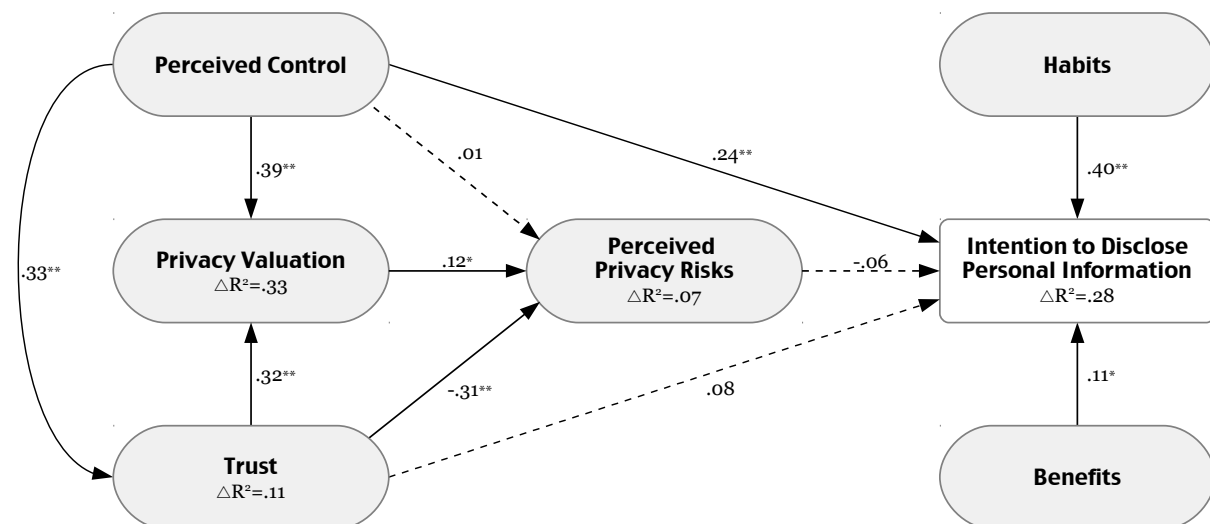 Perceived Control
Habits
.01
.24**
.39**
.40**
.33**
Privacy Valuation
△R²=.33
.12*
Perceived
Privacy Risks
△R²=.07
-.06
Intention to Disclose
Personal Information
△R²=.28
.32**
-.31**
.08
.11*
Trust
△R²=.11
Benefits